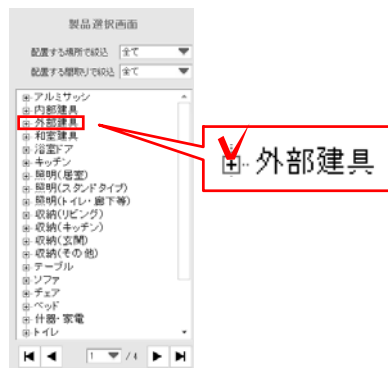 製品選択画面
配置する場所で絞込 全て
配置する間取りで絞込 全て
アルミサッシ
内部建具
外部建具
和室建具
浴室ドア
キッチン
照明(居室)
照明(スタンドタイプ)
照明(トイレ・廊下等)
収納(リビング)
収納(キッチン)
収納(玄関)
収納(その他)
テーブル
ソファ
チェア
ベッド
什器・家電
トイレ
1 / 4
外部建具